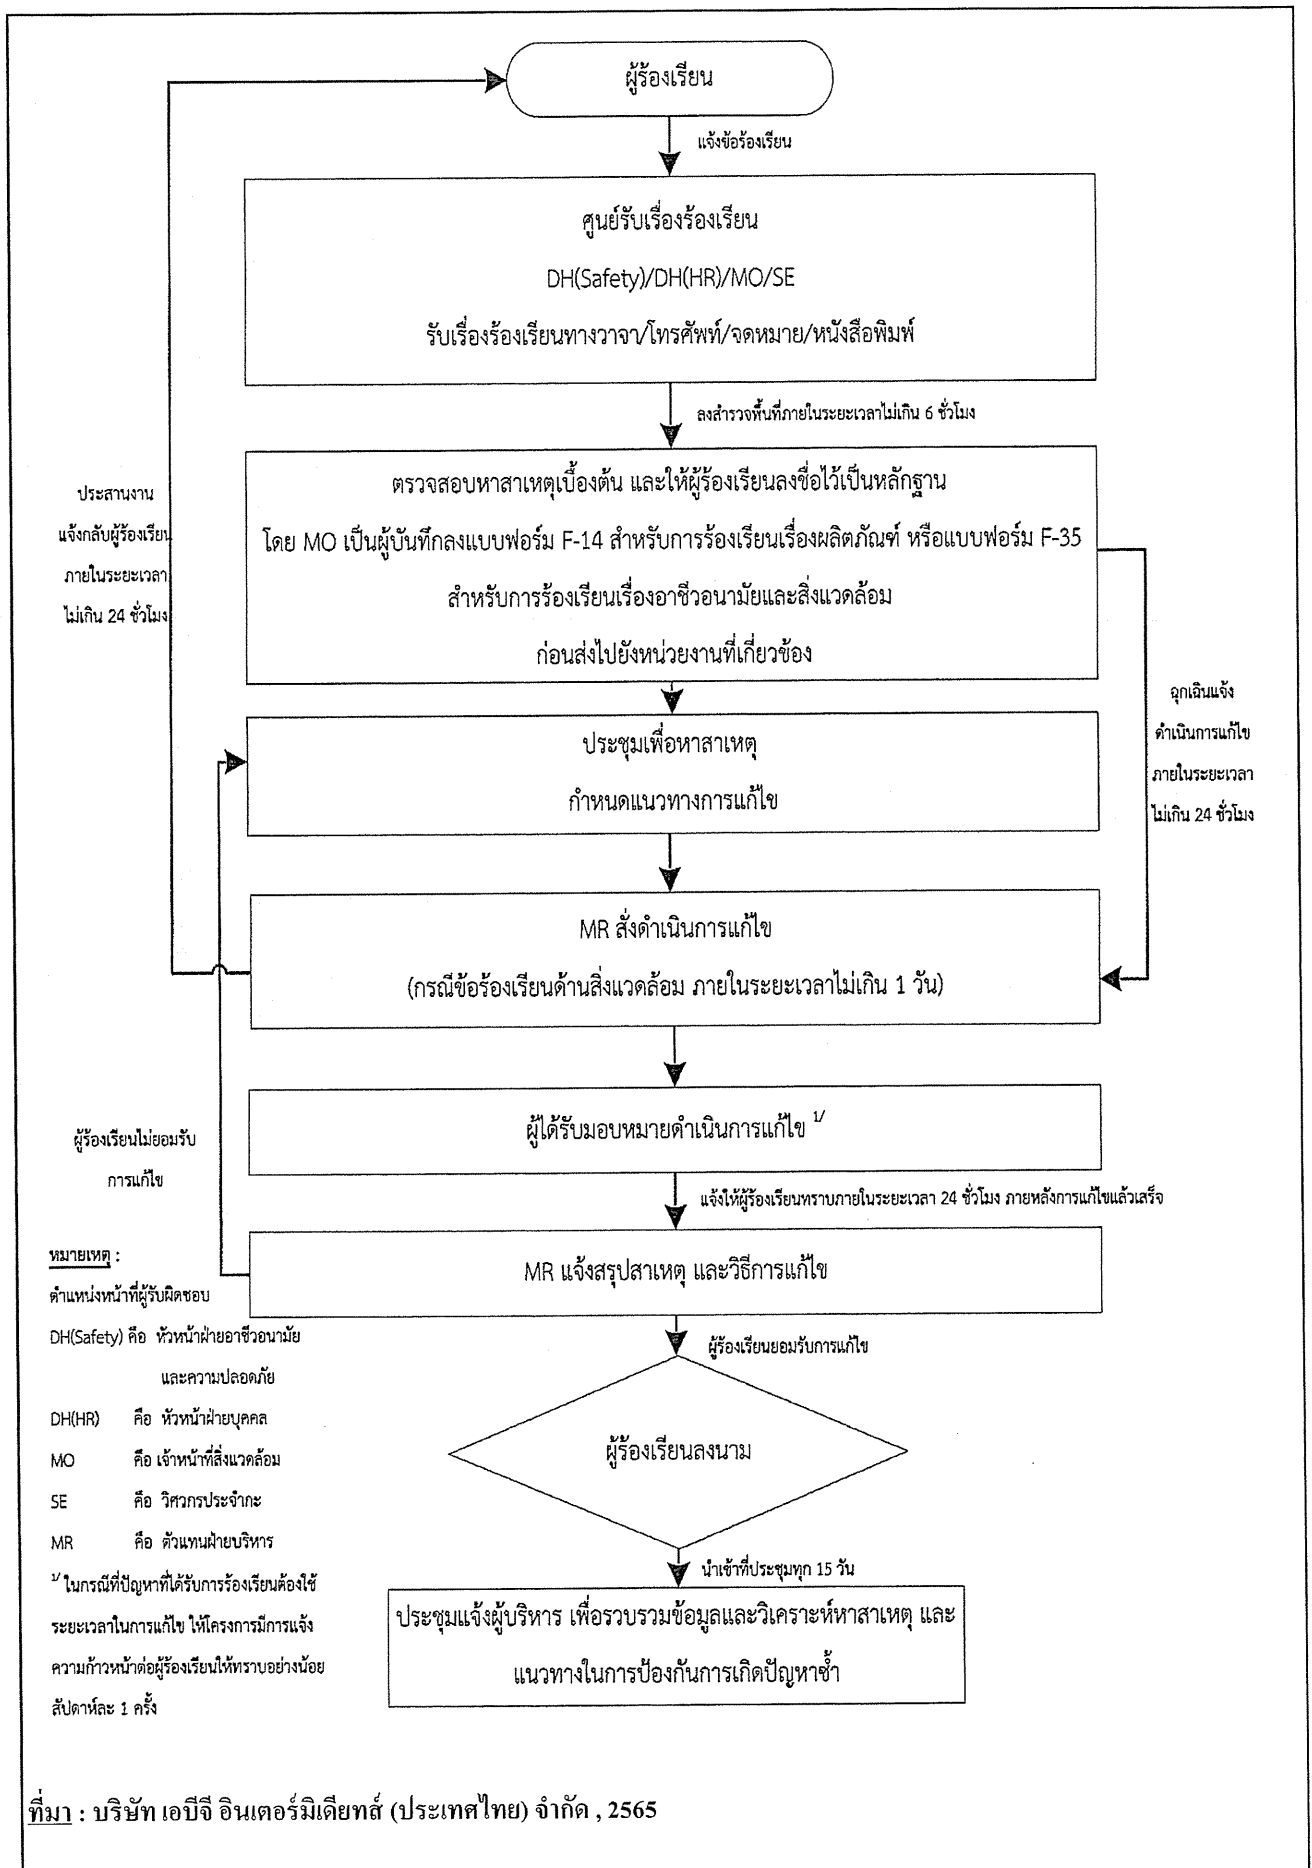 ผู้ร้องเรียน
แจ้งข้อร้องเรียน
ศูนย์รับเรื่องร้องเรียน
DH(Safety)/DH(HR)/MO/SE
รับเรื่องร้องเรียนทางวาจา/โทรศัพท์/จดหมาย/หนังสือพิมพ์
ลงสำรวจพื้นที่ภายในระยะเวลาไม่เกิน 6 ชั่วโมง
ตรวจสอบหาสาเหตุเบื้องต้น และให้ผู้ร้องเรียนลงชื่อไว้เป็นหลักฐาน
โดย MO เป็นผู้บันทึกลงแบบฟอร์ม F-14 สำหรับการร้องเรียนเรื่องผลิตภัณฑ์ หรือแบบฟอร์ม F-35
สำหรับการร้องเรียนเรื่องอาชีวอนามัยและสิ่งแวดล้อม
ก่อนส่งไปยังหน่วยงานที่เกี่ยวข้อง
ประสานงาน
แจ้งกลับผู้ร้องเรียน
ภายในระยะเวลา
ไม่เกิน 24 ชั่วโมง
ฉุกเฉินแจ้ง
ดำเนินการแก้ไข
ภายในระยะเวลา
ไม่เกิน 24 ชั่วโมง
ประชุมเพื่อหาสาเหตุ
กำหนดแนวทางการแก้ไข
MR สั่งดำเนินการแก้ไข
(กรณีข้อร้องเรียนด้านสิ่งแวดล้อม ภายในระยะเวลาไม่เกิน 1 วัน)
ผู้ได้รับมอบหมายดำเนินการแก้ไข 1/
ผู้ร้องเรียนไม่ยอมรับ
การแก้ไข
แจ้งให้ผู้ร้องเรียนทราบภายในระยะเวลา 24 ชั่วโมง ภายหลังการแก้ไขแล้วเสร็จ
MR แจ้งสรุปสาเหตุ และวิธีการแก้ไข
ผู้ร้องเรียนยอมรับการแก้ไข
ผู้ร้องเรียนลงนาม
นำเข้าที่ประชุมทุก 15 วัน
ประชุมแจ้งผู้บริหาร เพื่อรวบรวมข้อมูลและวิเคราะห์หาสาเหตุ และ
แนวทางในการป้องกันการเกิดปัญหาซ้ำ
หมายเหตุ :
ตำแหน่งหน้าที่ผู้รับผิดชอบ
DH(Safety) คือ หัวหน้าฝ่ายอาชีวอนามัย
และความปลอดภัย
DH(HR) คือ หัวหน้าฝ่ายบุคคล
MO คือ เจ้าหน้าที่สิ่งแวดล้อม
SE คือ วิศวกรประจำกะ
MR คือ ตัวแทนฝ่ายบริหาร
1/ ในกรณีที่ปัญหาที่ได้รับการร้องเรียนต้องใช้
ระยะเวลาในการแก้ไข ให้โครงการมีการแจ้ง
ความก้าวหน้าต่อผู้ร้องเรียนให้ทราบอย่างน้อย
สัปดาห์ละ 1 ครั้ง
ที่มา : บริษัท เอบีจี อินเตอร์มิเดียทส์ (ประเทศไทย) จำกัด , 2565